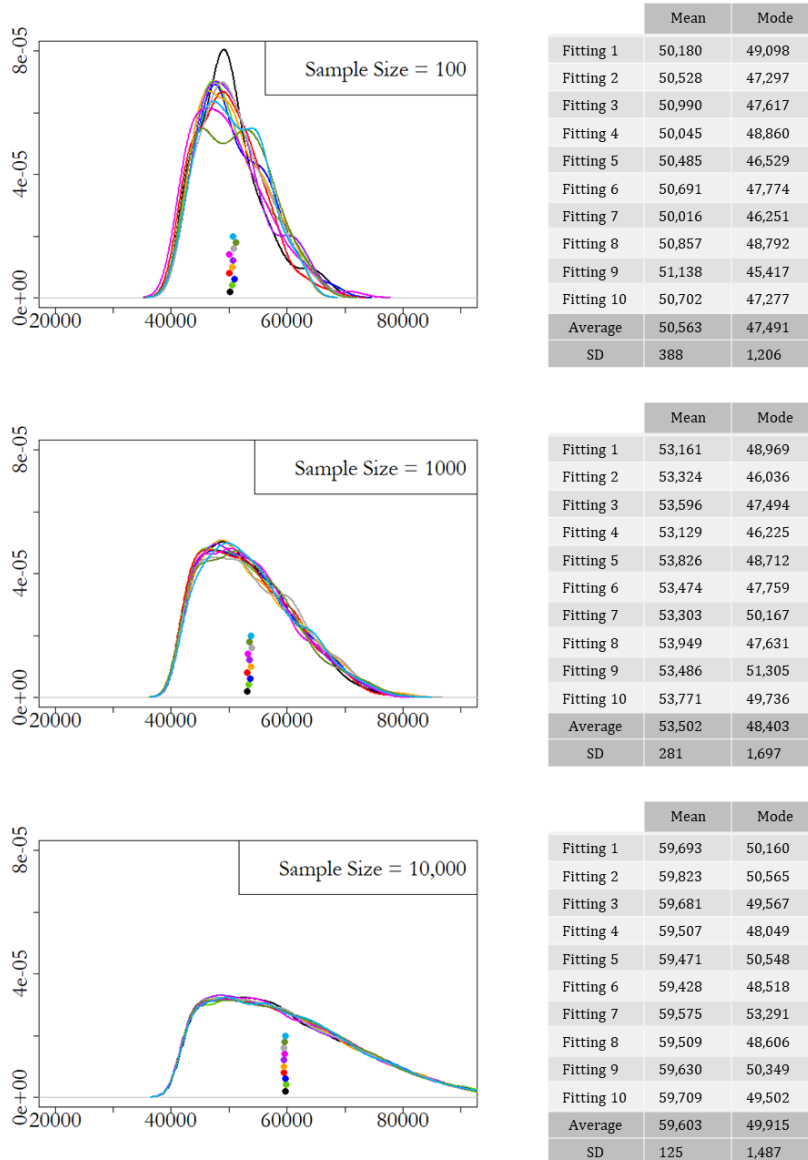 Sample Size = 100
8e-05
4e-05
0e+00
20000 40000 60000 80000
Mean Mode
Fitting 1 50,180 49,098
Fitting 2 50,528 47,297
Fitting 3 50,990 47,617
Fitting 4 50,045 48,860
Fitting 5 50,485 46,529
Fitting 6 50,691 47,774
Fitting 7 50,016 46,251
Fitting 8 50,857 48,792
Fitting 9 51,138 45,417
Fitting 10 50,702 47,277
Average 50,563 47,491
SD 388 1,206
Sample Size = 1000
8e-05
4e-05
0e+00
20000 40000 60000 80000
Mean Mode
Fitting 1 53,161 48,969
Fitting 2 53,324 46,036
Fitting 3 53,596 47,494
Fitting 4 53,129 46,225
Fitting 5 53,826 48,712
Fitting 6 53,474 47,759
Fitting 7 53,303 50,167
Fitting 8 53,949 47,631
Fitting 9 53,486 51,305
Fitting 10 53,771 49,736
Average 53,502 48,403
SD 281 1,697
Sample Size = 10,000
8e-05
4e-05
0e+00
20000 40000 60000 80000
Mean Mode
Fitting 1 59,693 50,160
Fitting 2 59,823 50,565
Fitting 3 59,681 49,567
Fitting 4 59,507 48,049
Fitting 5 59,471 50,548
Fitting 6 59,428 48,518
Fitting 7 59,575 53,291
Fitting 8 59,509 48,606
Fitting 9 59,630 50,349
Fitting 10 59,709 49,502
Average 59,603 49,915
SD 125 1,487